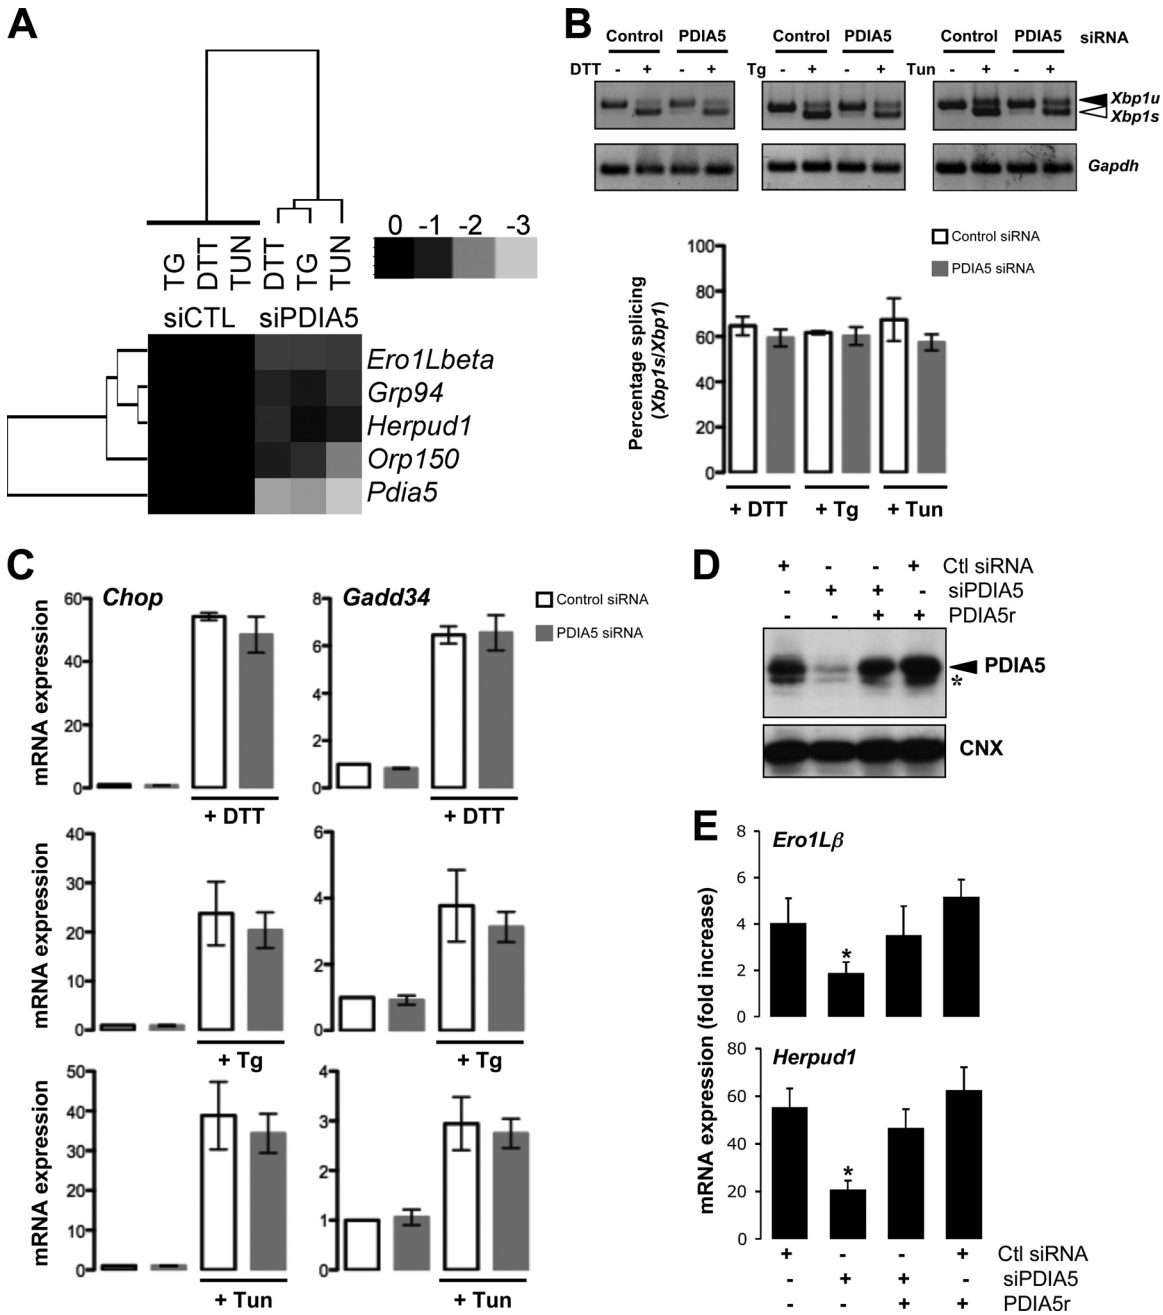 A
0 -1 -2 -3
TG DTT TUN DTT TG TUN
siCTL siPDIA5
Ero1Lbeta
Grp94
Herpud1
Orp150
Pdia5
B
Control PDIA5 Control PDIA5 Control PDIA5 siRNA
DTT - + - + Tg - + - + Tun - + - +
Xbp1u
Xbp1s
Gapdh
Control siRNA
PDIA5 siRNA
Percentage splicing
(Xbp1s/Xbp1)
100
80
60
40
20
0
+ DTT + Tg + Tun
C
Chop Gadd34
Control siRNA
PDIA5 siRNA
mRNA expression
60
40
20
0
8
6
4
2
0
+ DTT + DTT
mRNA expression
40
30
20
10
0
6
4
2
0
+ Tg + Tg
mRNA expression
50
40
30
20
10
0
4
3
2
1
0
+ Tun + Tun
D
+ - - + Ctl siRNA
- + + - siPDIA5
- - + + PDIA5r
PDIA5
*
CNX
E
mRNA expression (fold increase)
Ero1Lβ
8
6
4
2
0
*
Herpud1
80
60
40
20
0
*
+ - - + Ctl siRNA
- + + - siPDIA5
- - + + PDIA5r